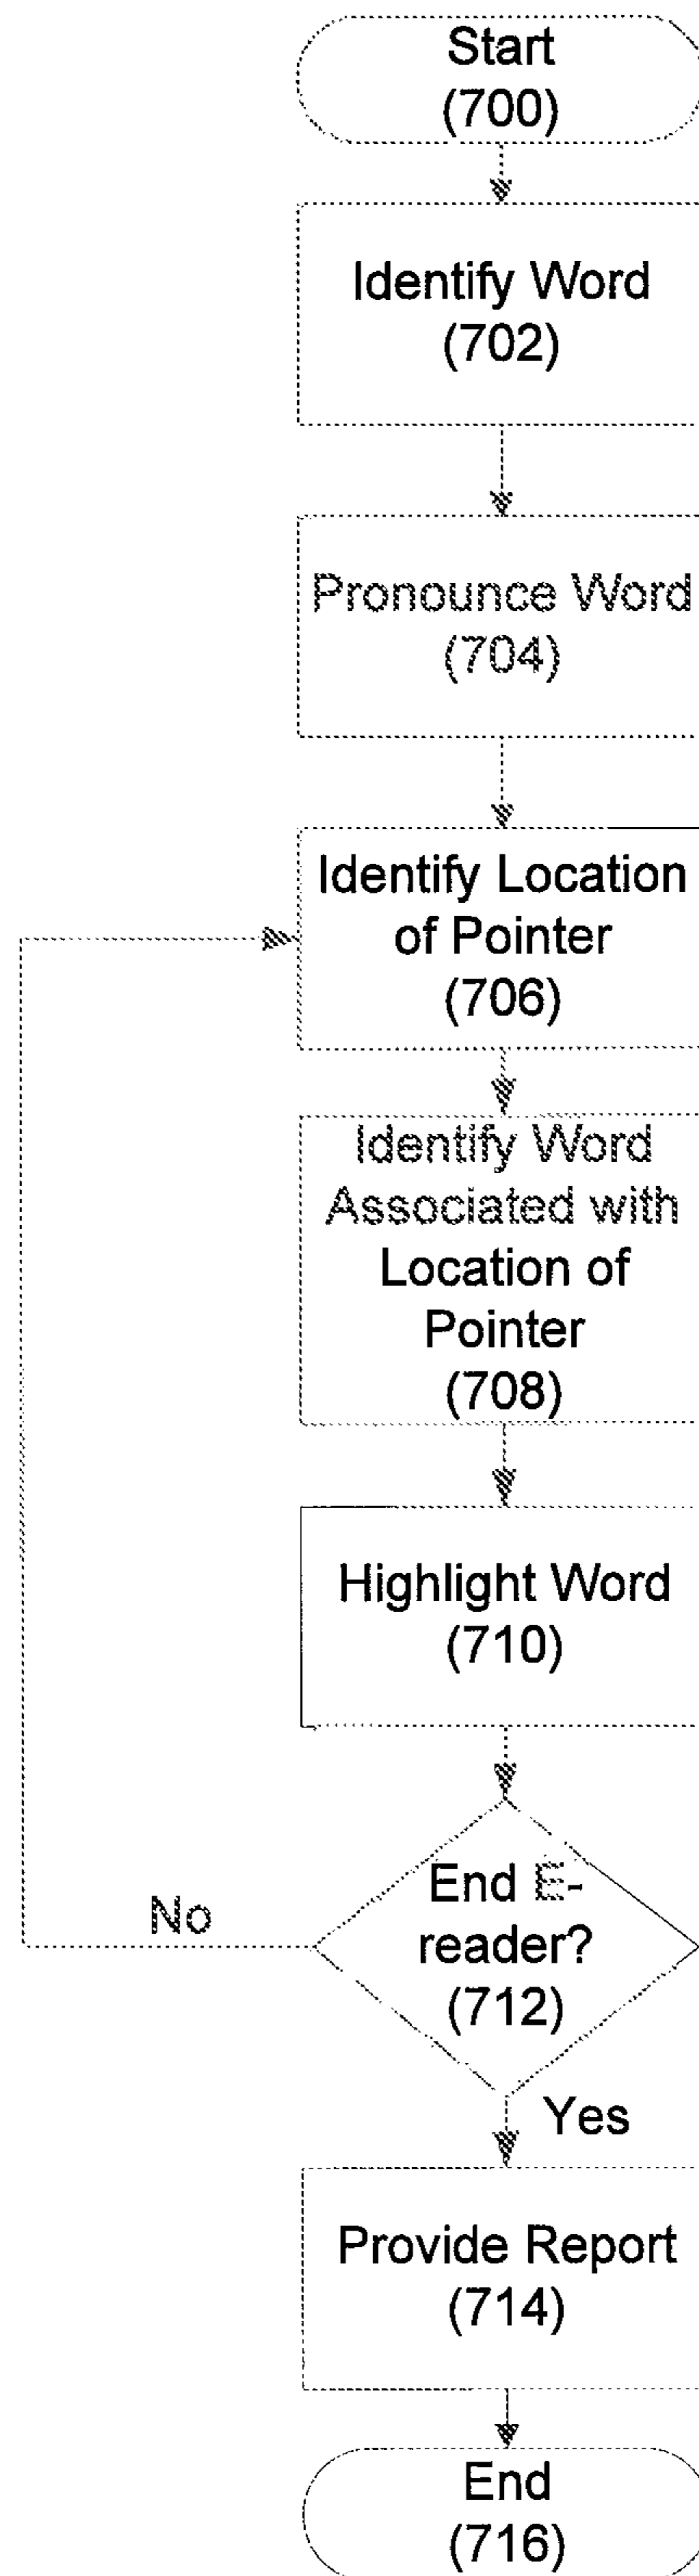 Start
(700)
Identify Word
(702)
Pronounce Word
(704)
Identify Location
of Pointer
(706)
Identify Word
Associated with
Location of
Pointer
(708)
Highlight Word
(710)
End E-
reader?
(712)
No
Yes
Provide Report
(714)
End
(716)